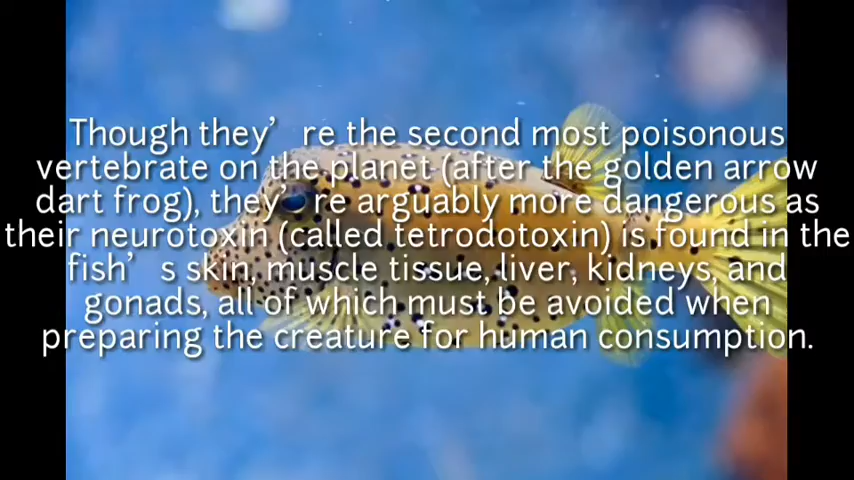 Though they’ re the second most poisonous
vertebrate on the planet (after the golden arrow
dart frog), they’ re arguably more dangerous as
their neurotoxin (called tetrodotoxin) is found in the
fish’ s skin, muscle tissue, liver, kidneys, and
gonads, all of which must be avoided when
preparing the creature for human consumption.